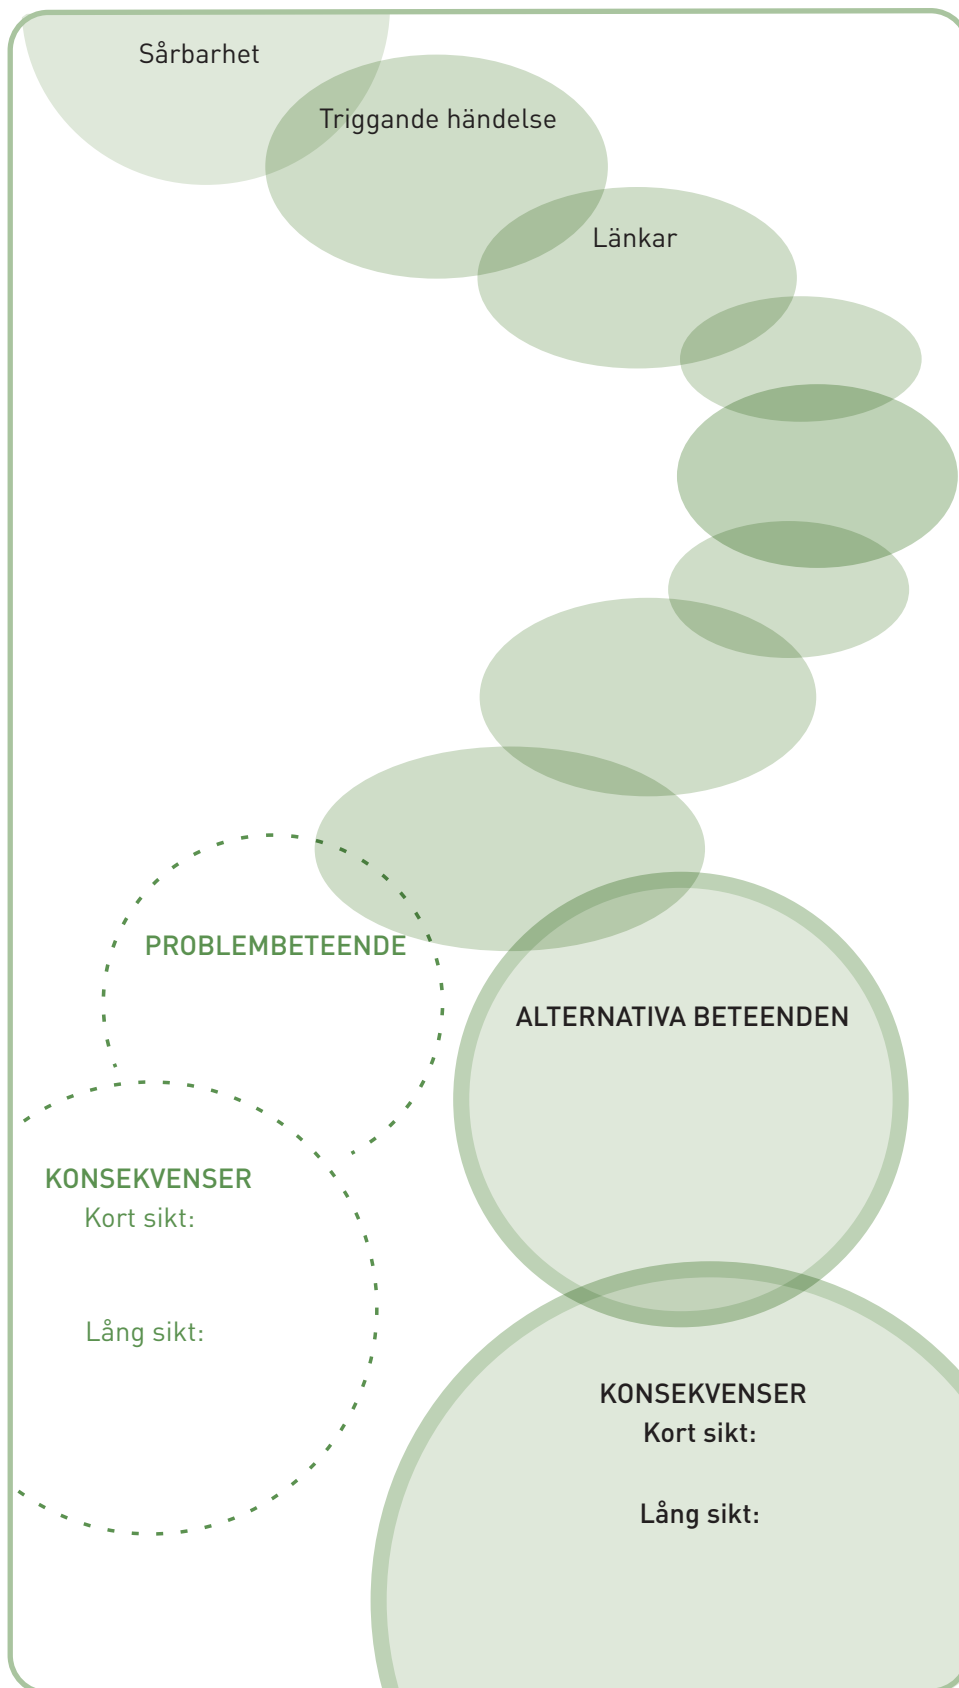 Sårbarhet
Triggande händelse
Länkar
PROBLEMBETEENDE
ALTERNATIVA BETEENDEN
KONSEKVENSER
Kort sikt:
Lång sikt:
KONSEKVENSER
Kort sikt:
Lång sikt: